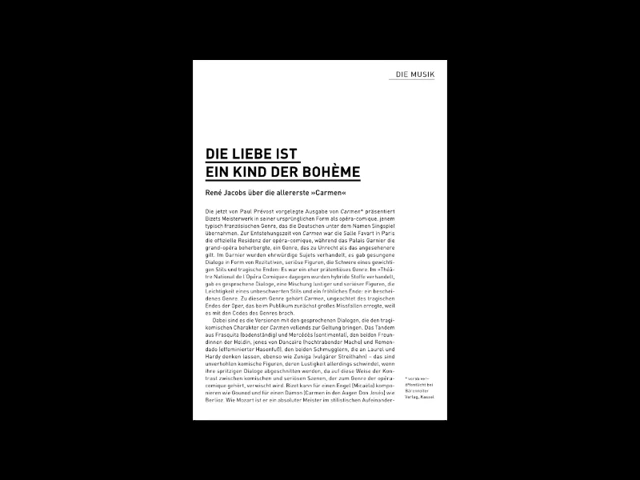 DIE MUSIK
DIE LIEBE IST
EIN KIND DER BOHÈME
René Jacobs über die allererste »Carmen«
Die jetzt von Paul Prévost vorgelegte Ausgabe von Carmen* präsentiert
Bizets Meisterwerk in seiner ursprünglichen Form als opéra-comique, jenem
typisch französischen Genre, das die Deutschen unter dem Namen Singspiel
übernahmen. Zur Entstehungszeit von Carmen war die Salle Favart in Paris
die offizielle Residenz der opéra-comique, während das Palais Garnier die
grand-opéra beherbergte, ein Genre, das zu Unrecht als das angesehenere
gilt. Im Garnier wurden ehrwürdige Sujets verhandelt, es gab gesungene
Dialoge in Form von Rezitativen, seriöse Figuren, die Schwere eines gewichti-
gen Stils und tragische Enden: Es war ein eher prätentiöses Genre. Im »Théâ-
tre National de l'Opéra Comique« dagegen wurden hybride Stoffe verhandelt,
gab es gesprochene Dialoge, eine Mischung lustiger und seriöser Figuren, die
Leichtigkeit eines unbeschwerten Stils und ein fröhliches Ende: ein beschei-
denes Genre. Zu diesem Genre gehört Carmen, ungeachtet des tragischen
Endes der Oper, das beim Publikum zunächst großes Missfallen erregte, weil
es mit den Codes des Genres brach.
Dabei sind es die Versionen mit den gesprochenen Dialogen, die den tragi-
komischen Charakter der Carmen vollends zur Geltung bringen. Das Tandem
aus Frasquita (bodenständig) und Mercédès (sentimental), den beiden Freun-
dinnen der Heldin, jenes von Dancaïre (hochtrabender Macho) und Remen-
dado (effeminierter Hasenfuß), den beiden Schmugglern, die an Laurel und
Hardy denken lassen, ebenso wie Zuniga (vulgärer Streithahn) – das sind
unverhohlen komische Figuren, deren Lustigkeit allerdings schwindet, wenn
ihre spritzigen Dialoge abgeschnitten werden, da auf diese Weise der Kon-
trast zwischen komischen und seriösen Szenen, der zum Genre der opéra-
comique gehört, verwischt wird. Bizet kann für einen Engel (Micaëla) kompo-
nieren wie Gounod und für einen Dämon (Carmen in den Augen Don Josés) wie
Berlioz. Wie Mozart ist er ein absoluter Meister im stilistischen Aufeinander-
öffentlicht bei
Bärenreiter
Verlag, Kassel